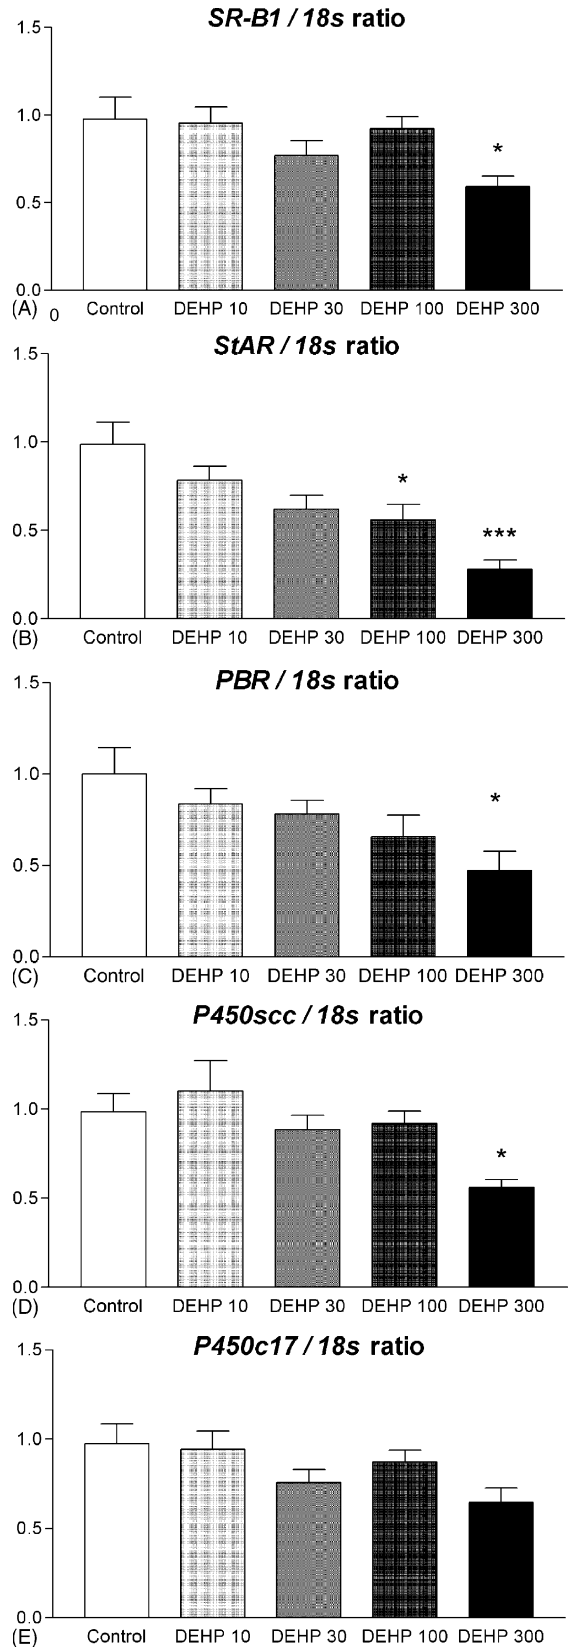 SR-B1 / 18s ratio
1.5
1.0
*
0.5
0.0
(A) 0 Control DEHP 10 DEHP 30 DEHP 100 DEHP 300
StAR / 18s ratio
1.5
1.0
*
0.5
***
0.0
(B) Control DEHP 10 DEHP 30 DEHP 100 DEHP 300
PBR / 18s ratio
1.5
1.0
*
0.5
0.0
(C) Control DEHP 10 DEHP 30 DEHP 100 DEHP 300
P450scc / 18s ratio
1.5
1.0
*
0.5
0.0
(D) Control DEHP 10 DEHP 30 DEHP 100 DEHP 300
P450c17 / 18s ratio
1.5
1.0
0.5
0.0
(E) Control DEHP 10 DEHP 30 DEHP 100 DEHP 300